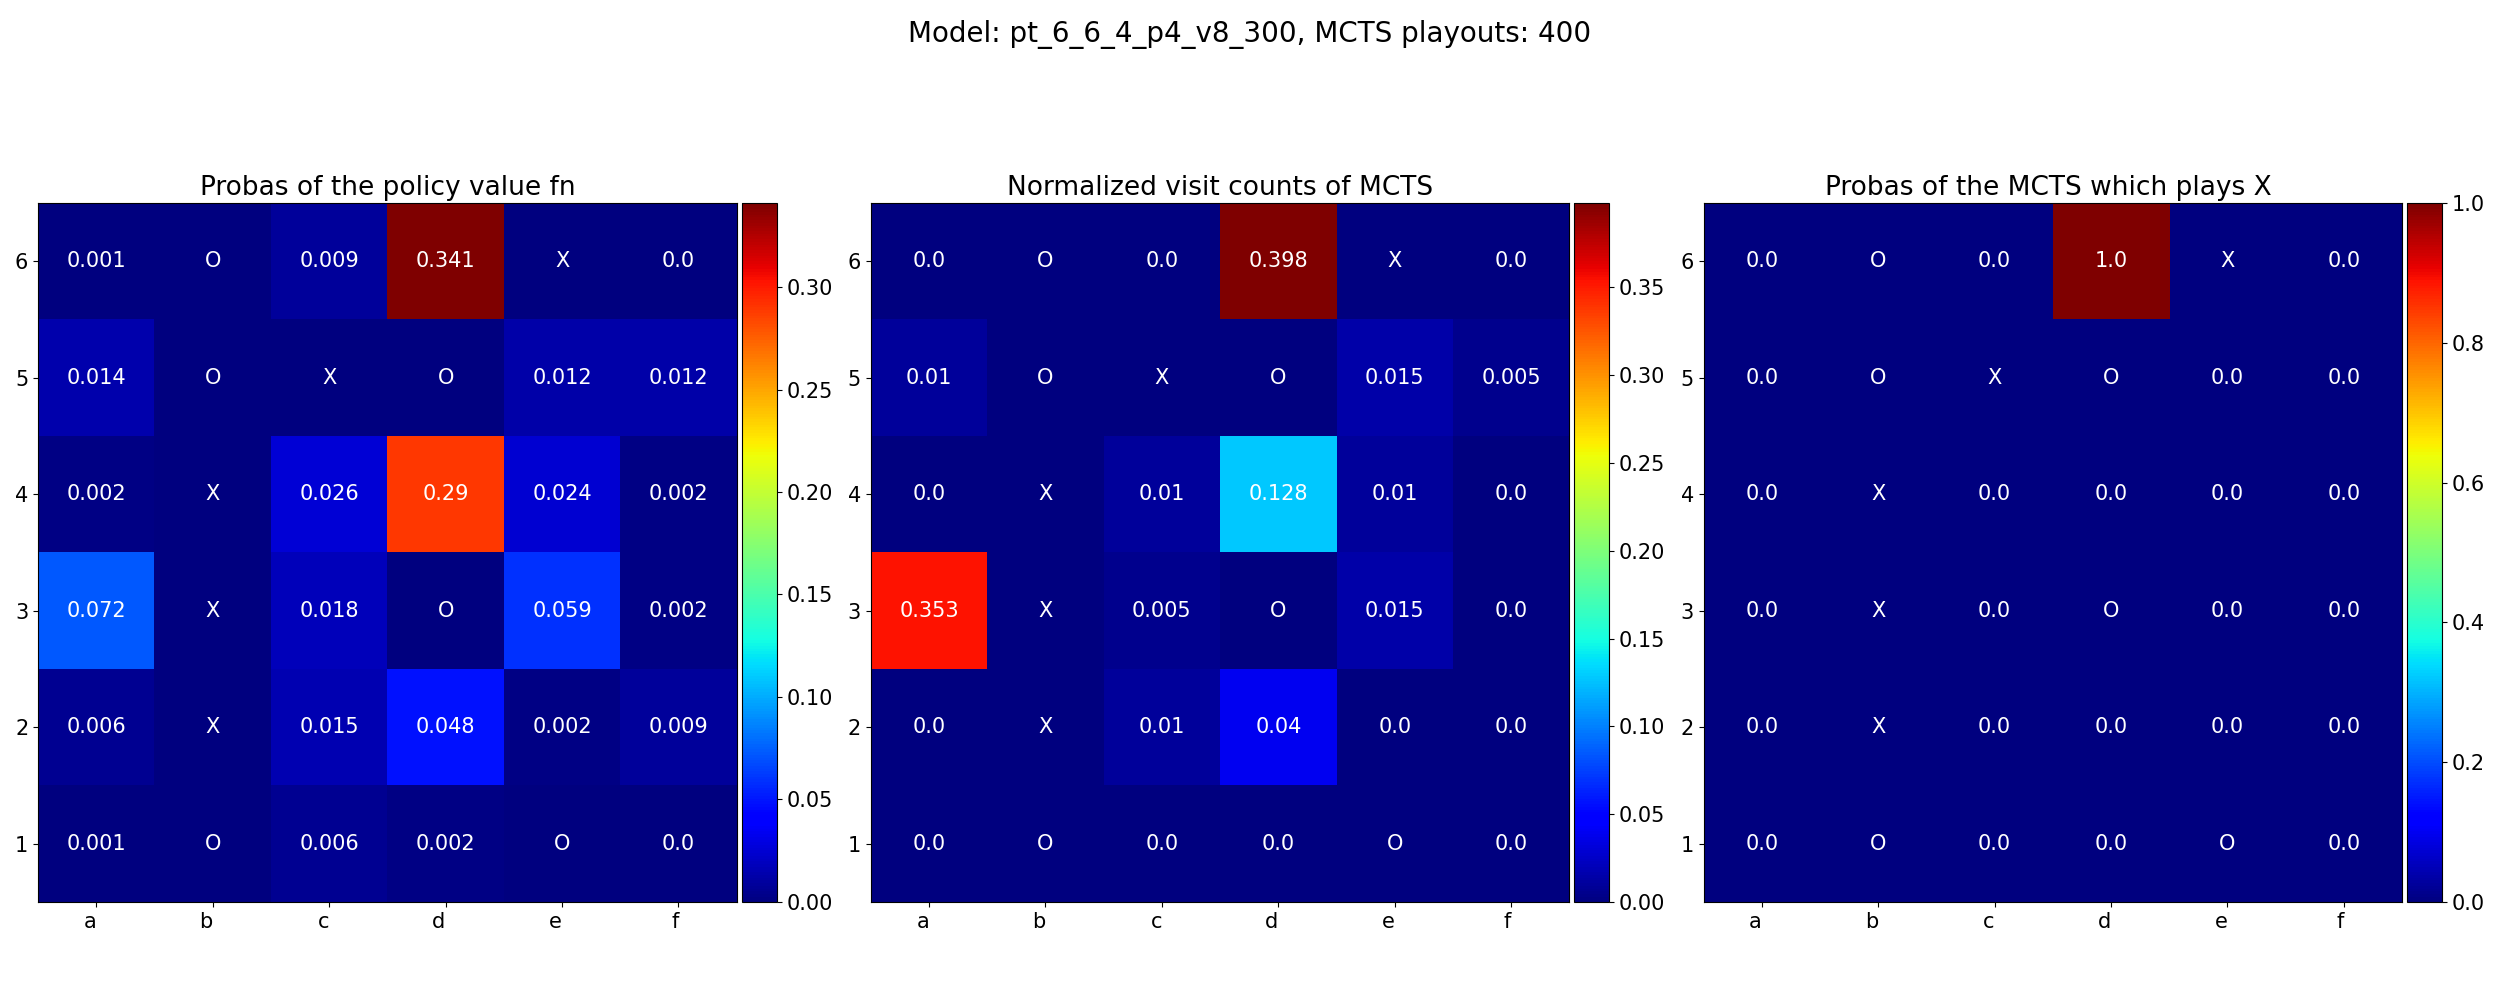 Model: pt_6_6_4_p4_v8_300, MCTS playouts: 400
Probas of the policy value fn
6 0.001 O 0.009 0.341 X 0.0
5 0.014 O X O 0.012 0.012
4 0.002 X 0.026 0.29 0.024 0.002
3 0.072 X 0.018 O 0.059 0.002
2 0.006 X 0.015 0.048 0.002 0.009
1 0.001 O 0.006 0.002 O 0.0
a b c d e f
0.30
0.25
0.20
0.15
0.10
0.05
0.00
Normalized visit counts of MCTS
6 0.0 O 0.0 0.398 X 0.0
5 0.01 O X O 0.015 0.005
4 0.0 X 0.01 0.128 0.01 0.0
3 0.353 X 0.005 O 0.015 0.0
2 0.0 X 0.01 0.04 0.0 0.0
1 0.0 O 0.0 0.0 O 0.0
a b c d e f
0.35
0.30
0.25
0.20
0.15
0.10
0.05
0.00
Probas of the MCTS which plays X
6 0.0 O 0.0 1.0 X 0.0
5 0.0 O X O 0.0 0.0
4 0.0 X 0.0 0.0 0.0 0.0
3 0.0 X 0.0 O 0.0 0.0
2 0.0 X 0.0 0.0 0.0 0.0
1 0.0 O 0.0 0.0 O 0.0
a b c d e f
1.0
0.8
0.6
0.4
0.2
0.0